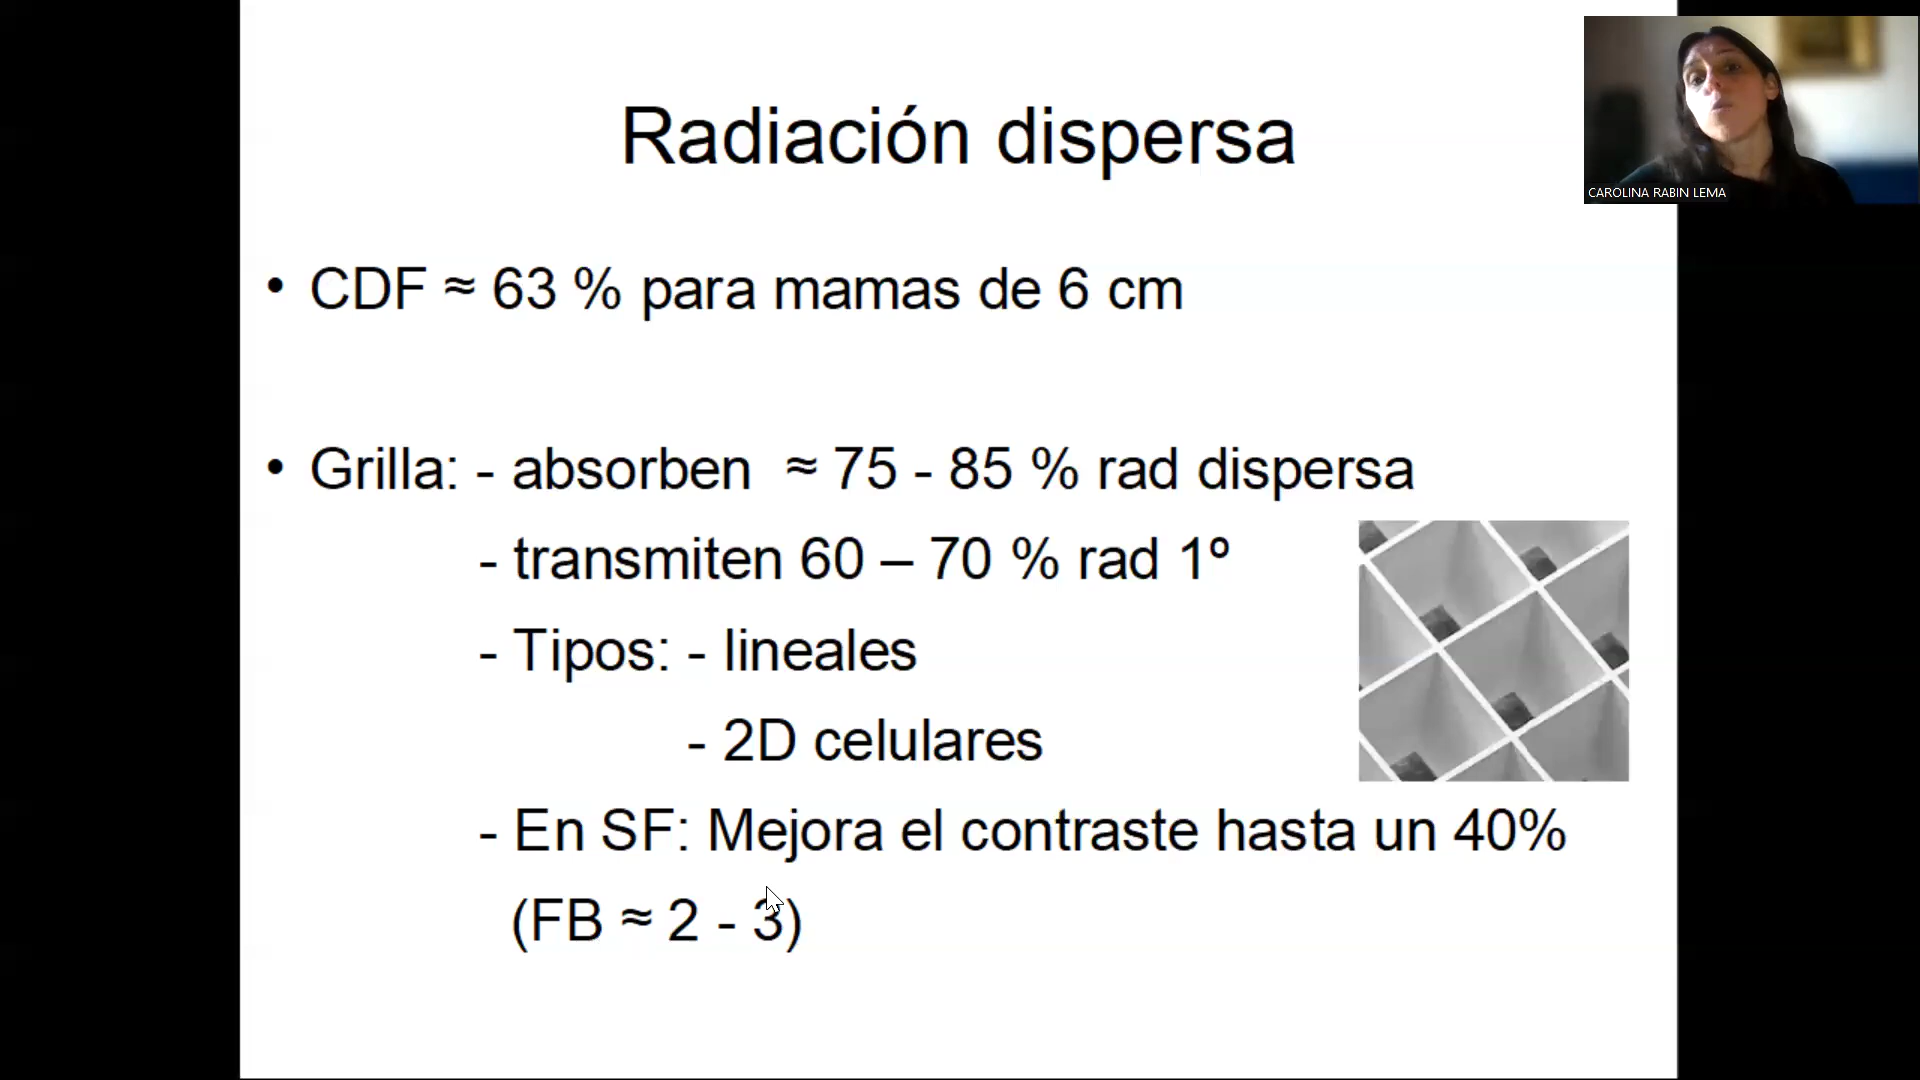 Radiación dispersa
CAROLINA RABIN LEMA
• CDF ≈ 63 % para mamas de 6 cm
• Grilla: - absorben ≈ 75 - 85 % rad dispersa
- transmiten 60 – 70 % rad 1º
- Tipos: - lineales
- 2D celulares
- En SF: Mejora el contraste hasta un 40%
(FB ≈ 2 - 3)